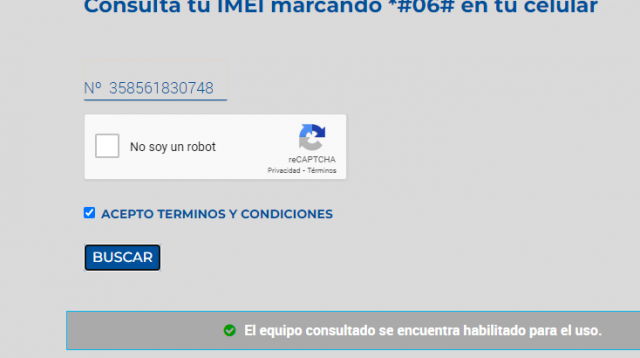 Consulta tu IMEI marcando *#06# en tu celular
Nº 358561830748
No soy un robot
reCAPTCHA
Privacidad - Términos
ACEPTO TERMINOS Y CONDICIONES
BUSCAR
El equipo consultado se encuentra habilitado para el uso.